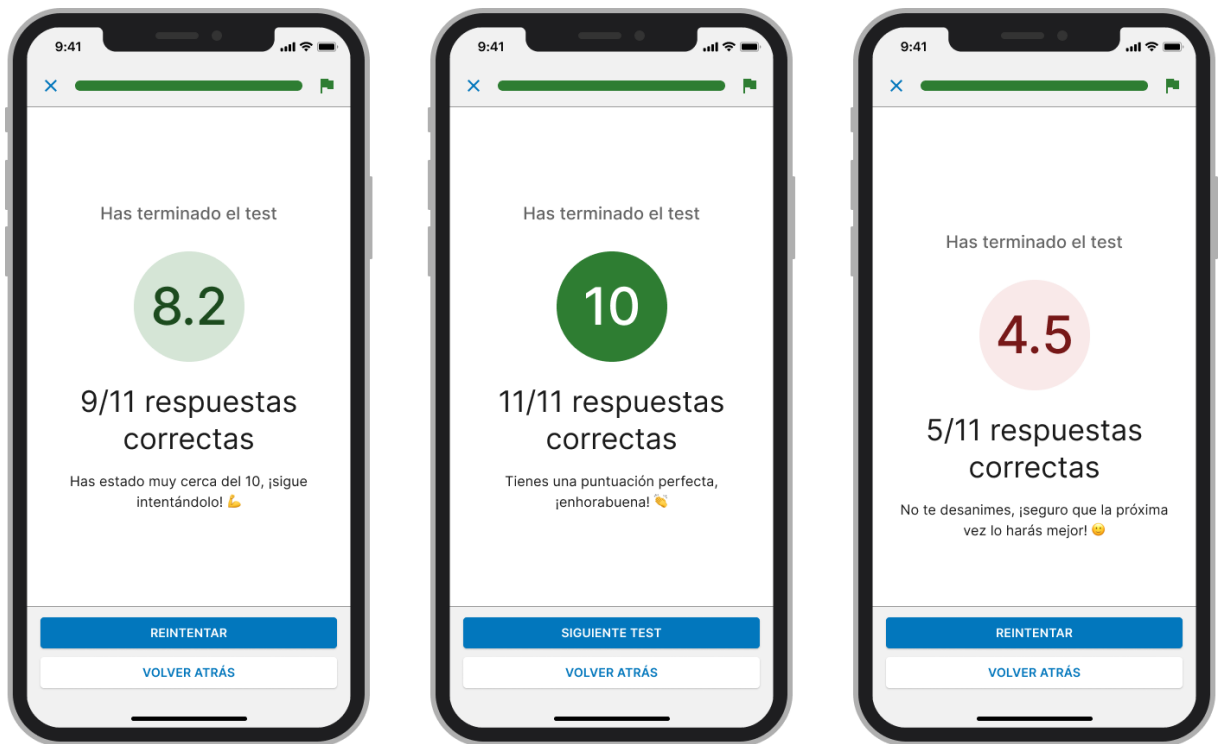 9:41
Has terminado el test
8.2
9/11 respuestas
correctas
Has estado muy cerca del 10, ¡sigue
intentándolo! 💪
REINTENTAR
VOLVER ATRÁS
9:41
Has terminado el test
10
11/11 respuestas
correctas
Tienes una puntuación perfecta,
¡enhorabuena! 👏
SIGUIENTE TEST
VOLVER ATRÁS
9:41
Has terminado el test
4.5
5/11 respuestas
correctas
No te desanimes, ¡seguro que la próxima
vez lo harás mejor! 😀
REINTENTAR
VOLVER ATRÁS